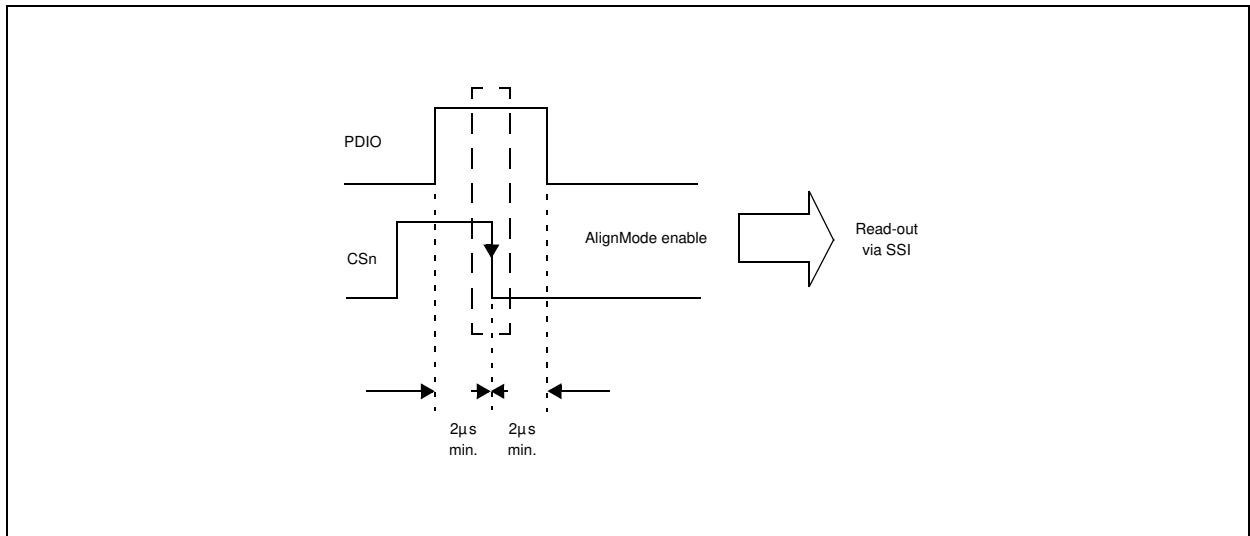 PDIO
CSn
AlignMode enable
Read-out
via SSI
2µs
min.
2µs
min.